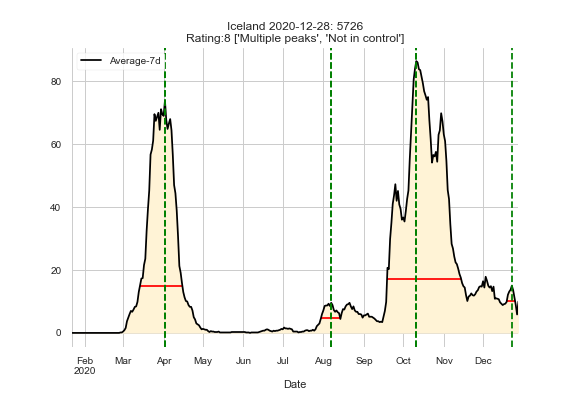 Iceland 2020-12-28: 5726
Rating:8 ['Multiple peaks', 'Not in control']
Average-7d
80
60
40
20
0
Feb Mar Apr May Jun Jul Aug Sep Oct Nov Dec
2020
Date